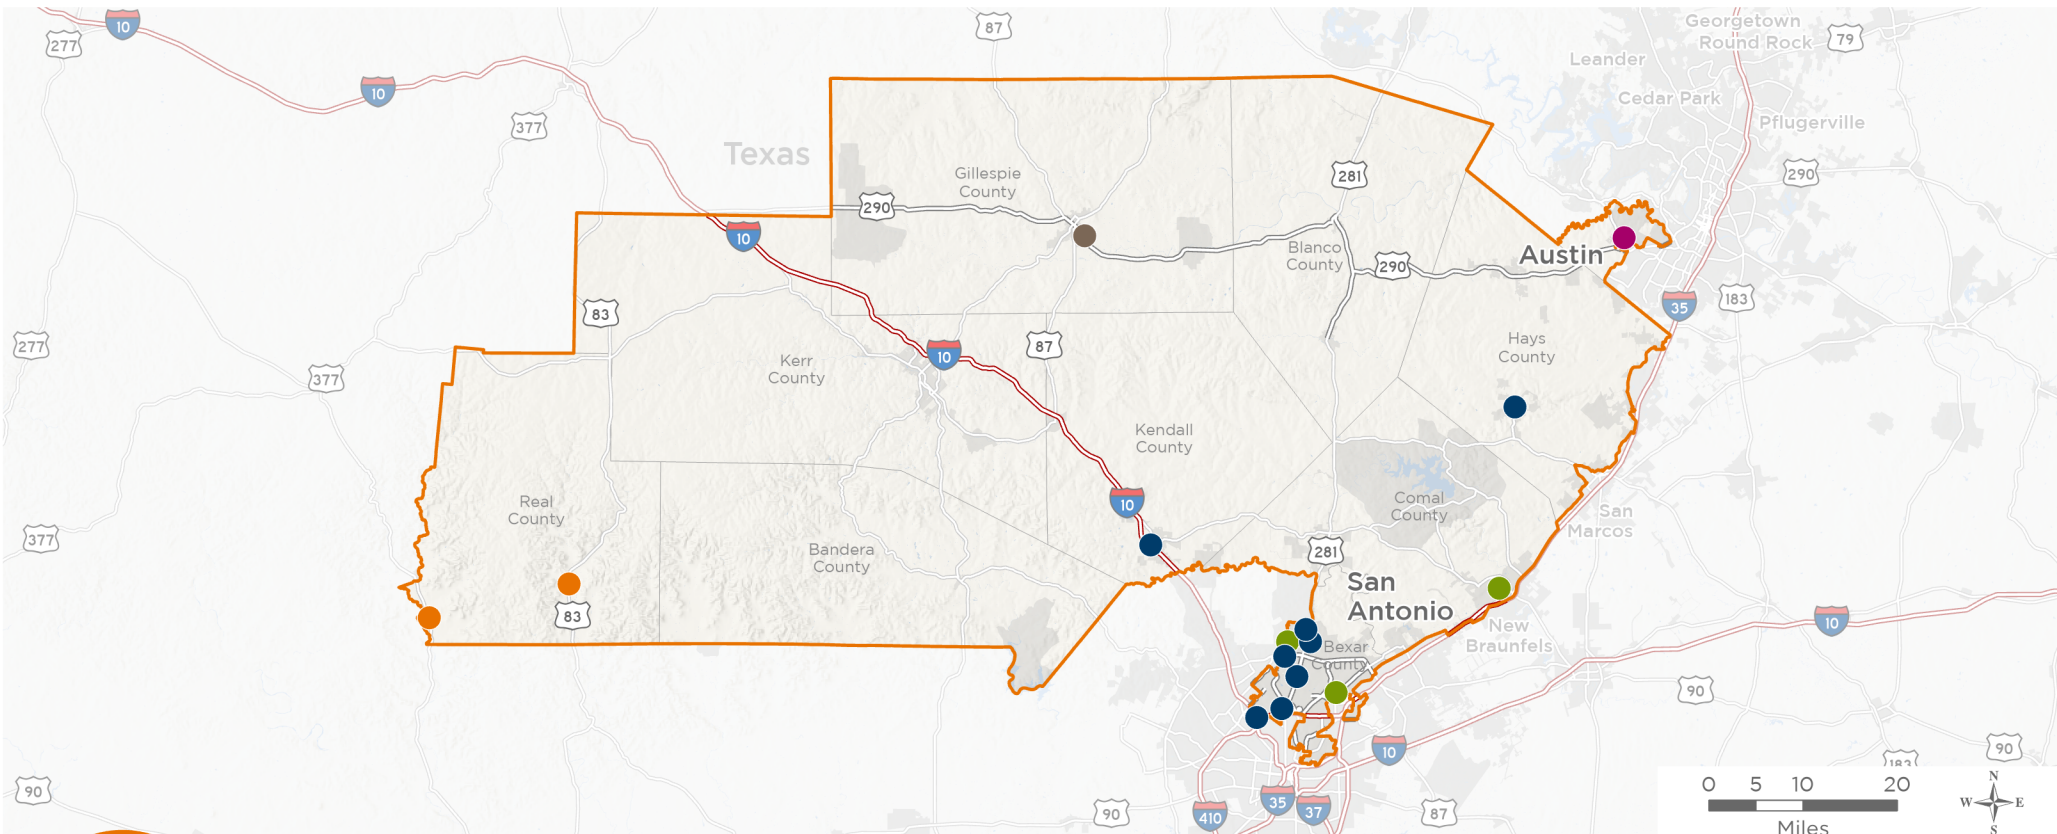 10
87
Georgetown
Round Rock
79
277
Leander
10
Cedar Park
377
Pflugerville
Texas
290
Gillespie
County
281
290
10
Blanco
County
Austin
290
83
183
35
277
87
Hays
County
10
Kerr
County
377
Kendall
County
Real
County
10
Comal
County
San
Marcos
377
Bandera
County
281
San
Antonio
83
10
New
Braunfels
Bexar
County
90
10
90
183
90
0 5 10 20
Miles
N
W E
S
35
37
410
90
87